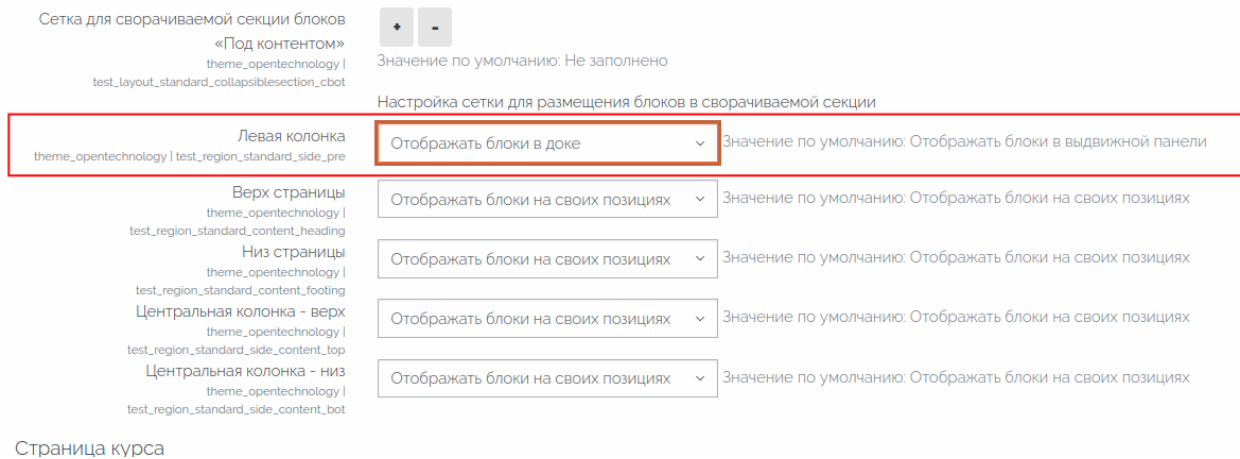 Сетка для сворачиваемой секции блоков
«Под контентом»
theme_opentechnology |
test_layout_standard_collapsiblesection_cbot
+ -
Значение по умолчанию: Не заполнено
Настройка сетки для размещения блоков в сворачиваемой секции
Левая колонка
theme_opentechnology | test_region_standard_side_pre
Отображать блоки в доке
Значение по умолчанию: Отображать блоки в выдвижной панели
Верх страницы
theme_opentechnology |
test_region_standard_content_heading
Отображать блоки на своих позициях
Значение по умолчанию: Отображать блоки на своих позициях
Низ страницы
theme_opentechnology |
test_region_standard_content_footing
Отображать блоки на своих позициях
Значение по умолчанию: Отображать блоки на своих позициях
Центральная колонка - верх
theme_opentechnology |
test_region_standard_side_content_top
Отображать блоки на своих позициях
Значение по умолчанию: Отображать блоки на своих позициях
Центральная колонка - низ
theme_opentechnology |
test_region_standard_side_content_bot
Отображать блоки на своих позициях
Значение по умолчанию: Отображать блоки на своих позициях
Страница курса